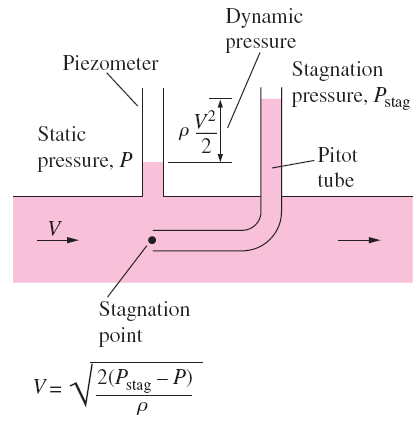 Dynamic
pressure
Piezometer
Stagnation
pressure, P_stag
ρ V²/2
Static
pressure, P
Pitot
tube
V
Stagnation
point
V = √(2(P_stag – P)/ρ)